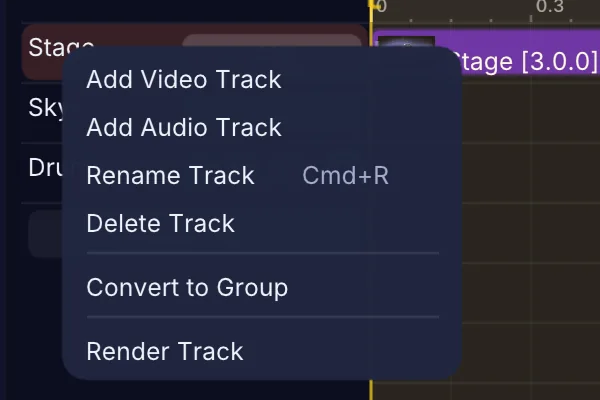 0 0.3
Stage
Stage [3.0.0]
Add Video Track
Sky
Add Audio Track
Rename Track Cmd+R
Delete Track
Convert to Group
Render Track